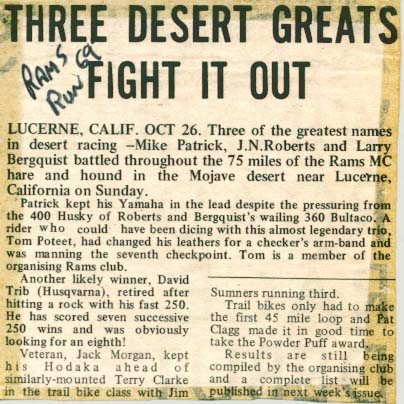 THREE DESERT GREATS
RAMS
RUN 69
FIGHT IT OUT
LUCERNE, CALIF. OCT 26. Three of the greatest names
in desert racing —Mike Patrick, J.N.Roberts and Larry
Bergquist battled throughout the 75 miles of the Rams MC
hare and hound in the Mojave desert near Lucerne,
California on Sunday.
Patrick kept his Yamaha in the lead despite the pressuring from
the 400 Husky of Roberts and Bergquist's wailing 360 Bultaco. A
rider who could have been dicing with this almost legendary trio,
Tom Poteet, had changed his leathers for a checker's arm-band and
was manning the seventh checkpoint. Tom is a member of the
organising Rams club.
Another likely winner, David
Trib (Husqvarna), retired after
hitting a rock with his fast 250.
He has scored seven successive
250 wins and was obviously
looking for an eighth!
Veteran, Jack Morgan, kept
his Hodaka ahead of
similarly-mounted Terry Clarke
in the trail bike class with Jim
Sumners running third.
Trail bikes only had to make
the first 45 mile loop and Pat
Clagg made it in good time to
take the Powder Puff award.
Results are still being
compiled by the organising club
and a complete list will be
published in next week's issue.